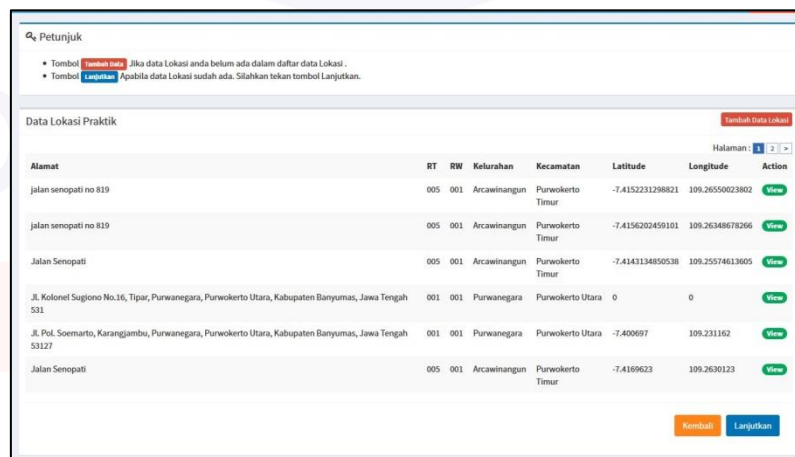 Petunjuk
Tombol Tambah Data Jika data Lokasi anda belum ada dalam daftar data Lokasi .
Tombol Lanjutkan Apabila data Lokasi sudah ada. Silahkan tekan tombol Lanjutkan.
Data Lokasi Praktik Tambah Data Lokasi
Halaman : 1 2 >
Alamat RT RW Kelurahan Kecamatan Latitude Longitude Action
jalan senopati no 819 005 001 Arcawinangun Purwokerto -7.4152231298821 109.26550023802 View
Timur
jalan senopati no 819 005 001 Arcawinangun Purwokerto -7.4156202459101 109.26348678266 View
Timur
Jalan Senopati 005 001 Arcawinangun Purwokerto -7.4143134850538 109.25574613605 View
Timur
JL. Kolonel Sugiono No.16, Tipar, Purwanegara, Purwokerto Utara, Kabupaten Banyumas, Jawa Tengah 001 001 Purwanegara Purwokerto Utara 0 0 View
531
JL. Pol. Soemarto, Karangjambu, Purwanegara, Purwokerto Utara, Kabupaten Banyumas, Jawa Tengah 001 001 Purwanegara Purwokerto Utara -7.400697 109.231162 View
53127
Jalan Senopati 005 001 Arcawinangun Purwokerto -7.4169623 109.2630123 View
Timur
Kembali Lanjutkan